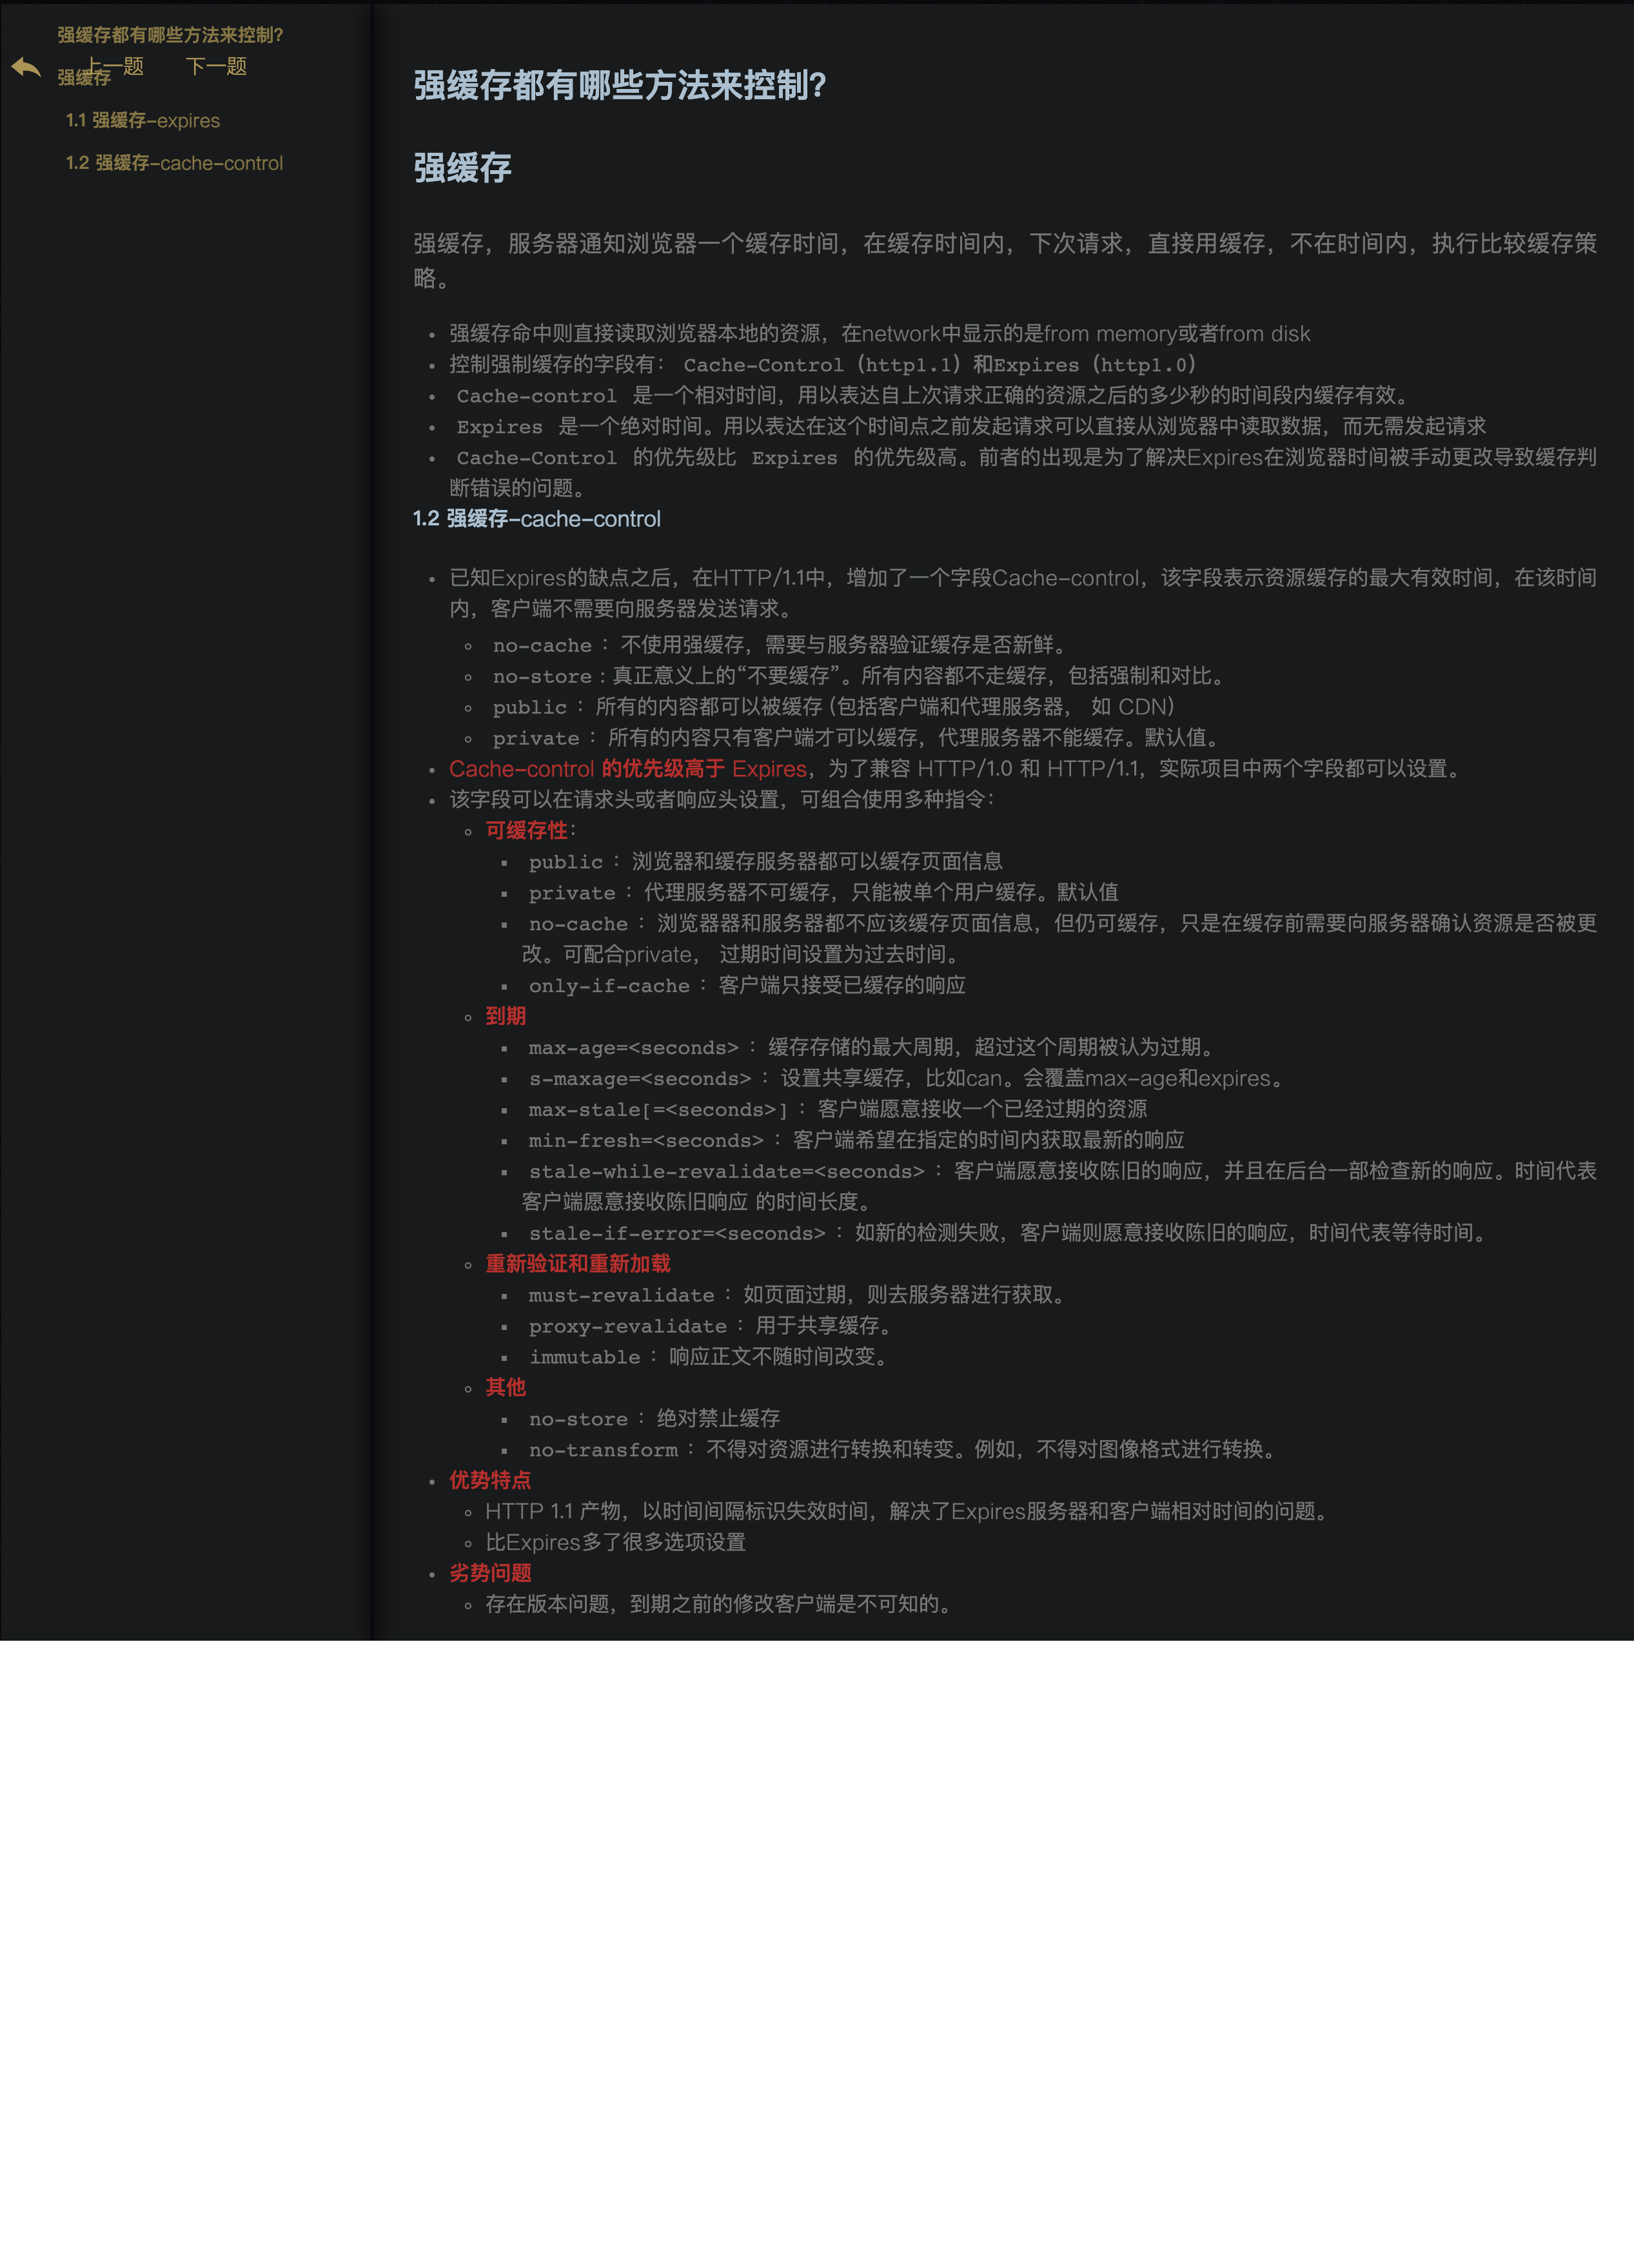 强缓存都有哪些方法来控制?
上一题 下一题
强缓存
1.1 强缓存-expires
1.2 强缓存-cache-control
强缓存都有哪些方法来控制?
强缓存
强缓存，服务器通知浏览器一个缓存时间，在缓存时间内，下次请求，直接用缓存，不在时间内，执行比较缓存策
略。
强缓存命中则直接读取浏览器本地的资源，在network中显示的是from memory或者from disk
控制强制缓存的字段有： Cache-Control（http1.1）和Expires（http1.0）
Cache-control 是一个相对时间，用以表达自上次请求正确的资源之后的多少秒的时间段内缓存有效。
Expires 是一个绝对时间。用以表达在这个时间点之前发起请求可以直接从浏览器中读取数据，而无需发起请求
Cache-Control 的优先级比 Expires 的优先级高。前者的出现是为了解决Expires在浏览器时间被手动更改导致缓存判
断错误的问题。
1.2 强缓存-cache-control
已知Expires的缺点之后，在HTTP/1.1中，增加了一个字段Cache-control，该字段表示资源缓存的最大有效时间，在该时间
内，客户端不需要向服务器发送请求。
no-cache ： 不使用强缓存，需要与服务器验证缓存是否新鲜。
no-store : 真正意义上的“不要缓存”。所有内容都不走缓存，包括强制和对比。
public ： 所有的内容都可以被缓存 (包括客户端和代理服务器， 如 CDN)
private ： 所有的内容只有客户端才可以缓存，代理服务器不能缓存。默认值。
Cache-control 的优先级高于 Expires，为了兼容 HTTP/1.0 和 HTTP/1.1，实际项目中两个字段都可以设置。
该字段可以在请求头或者响应头设置，可组合使用多种指令：
可缓存性：
public ： 浏览器和缓存服务器都可以缓存页面信息
private ： 代理服务器不可缓存，只能被单个用户缓存。默认值
no-cache ： 浏览器器和服务器都不应该缓存页面信息，但仍可缓存，只是在缓存前需要向服务器确认资源是否被更
改。可配合private， 过期时间设置为过去时间。
only-if-cache ： 客户端只接受已缓存的响应
到期
max-age=<seconds> ： 缓存存储的最大周期，超过这个周期被认为过期。
s-maxage=<seconds> ： 设置共享缓存，比如can。会覆盖max-age和expires。
max-stale[=<seconds>] ： 客户端愿意接收一个已经过期的资源
min-fresh=<seconds> ： 客户端希望在指定的时间内获取最新的响应
stale-while-revalidate=<seconds> ： 客户端愿意接收陈旧的响应，并且在后台一部检查新的响应。时间代表
客户端愿意接收陈旧响应 的时间长度。
stale-if-error=<seconds> ： 如新的检测失败，客户端则愿意接收陈旧的响应，时间代表等待时间。
重新验证和重新加载
must-revalidate ： 如页面过期，则去服务器进行获取。
proxy-revalidate ： 用于共享缓存。
immutable ： 响应正文不随时间改变。
其他
no-store ： 绝对禁止缓存
no-transform ： 不得对资源进行转换和转变。例如，不得对图像格式进行转换。
优势特点
HTTP 1.1 产物，以时间间隔标识失效时间，解决了Expires服务器和客户端相对时间的问题。
比Expires多了很多选项设置
劣势问题
存在版本问题，到期之前的修改客户端是不可知的。